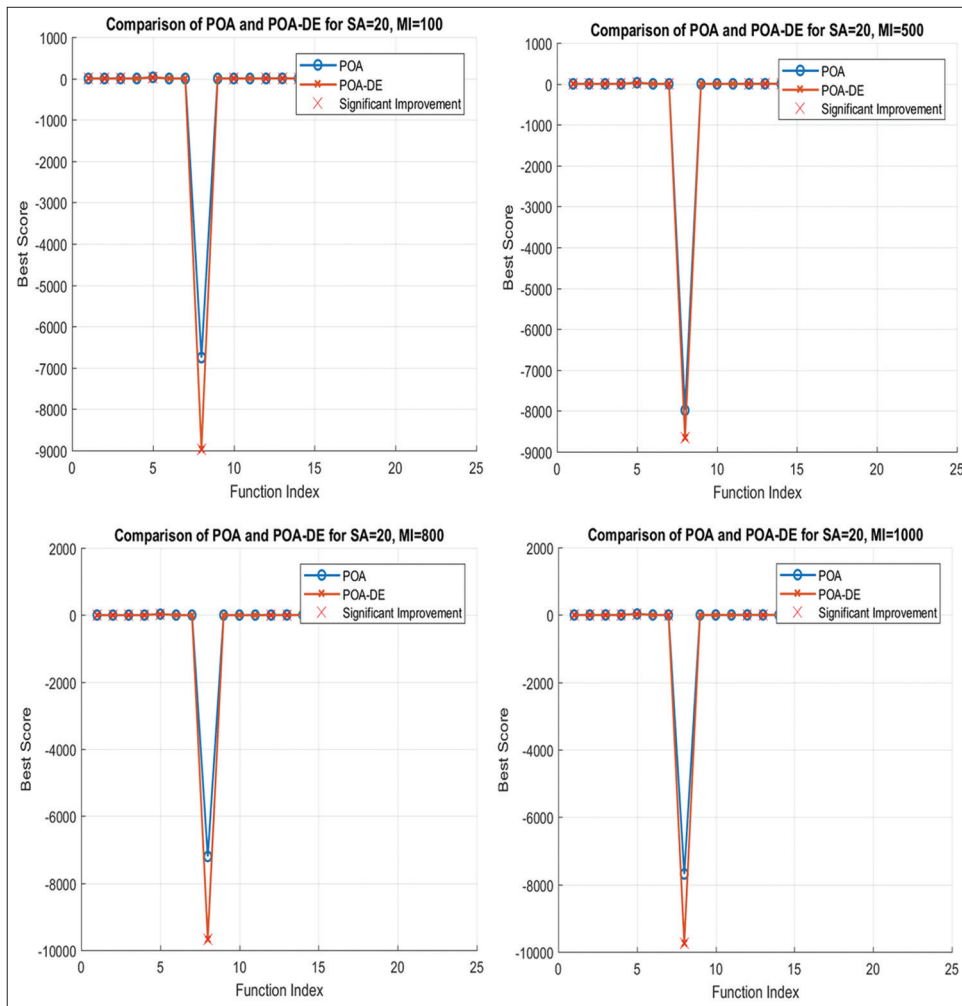 Comparison of POA and POA-DE for SA=20, MI=100
1000
0
-1000
-2000
-3000
-4000
-5000
-6000
-7000
-8000
-9000
Best Score
POA
POA-DE
Significant Improvement
0 5 10 15 20 25
Function Index
Comparison of POA and POA-DE for SA=20, MI=500
1000
0
-1000
-2000
-3000
-4000
-5000
-6000
-7000
-8000
-9000
Best Score
POA
POA-DE
Significant Improvement
0 5 10 15 20 25
Function Index
Comparison of POA and POA-DE for SA=20, MI=800
2000
0
-2000
-4000
-6000
-8000
-10000
Best Score
POA
POA-DE
Significant Improvement
0 5 10 15 20 25
Function Index
Comparison of POA and POA-DE for SA=20, MI=1000
2000
0
-2000
-4000
-6000
-8000
-10000
Best Score
POA
POA-DE
Significant Improvement
0 5 10 15 20 25
Function Index